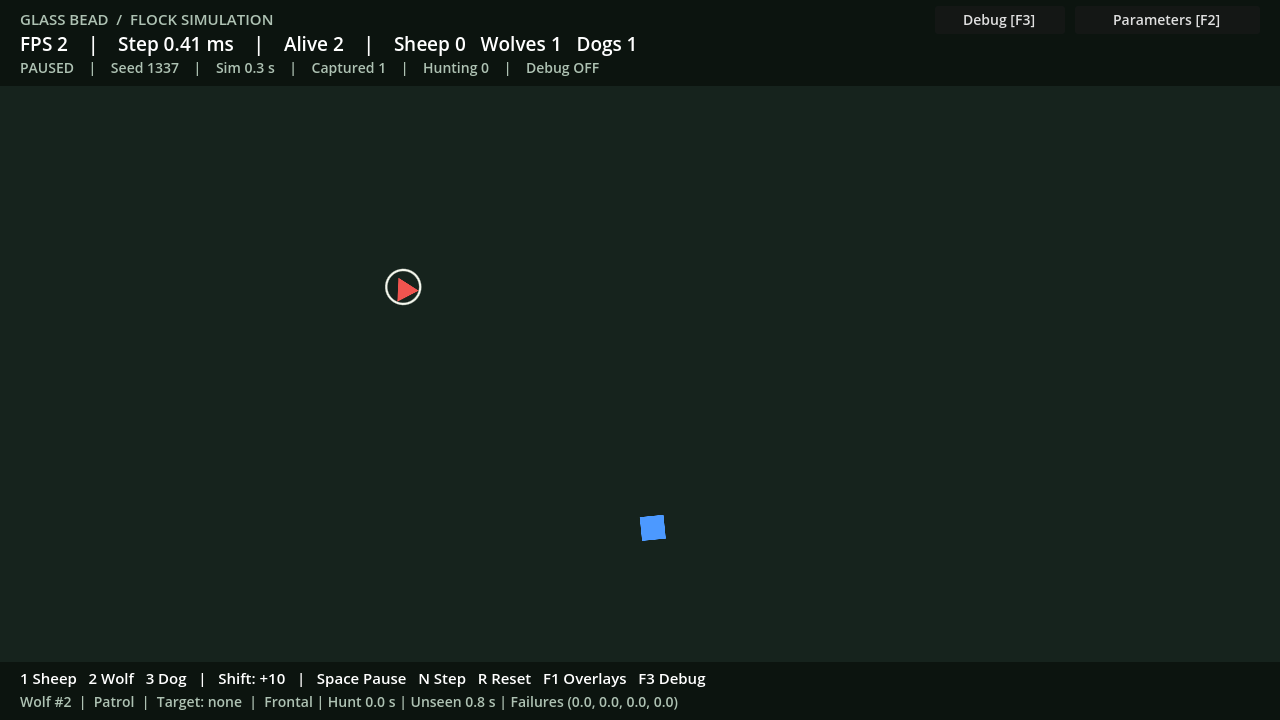 GLASS BEAD / FLOCK SIMULATION
Debug [F3] Parameters [F2]
FPS 2 | Step 0.41 ms | Alive 2 | Sheep 0 Wolves 1 Dogs 1
PAUSED | Seed 1337 | Sim 0.3 s | Captured 1 | Hunting 0 | Debug OFF
1 Sheep 2 Wolf 3 Dog | Shift: +10 | Space Pause N Step R Reset F1 Overlays F3 Debug
Wolf #2 | Patrol | Target: none | Frontal | Hunt 0.0 s | Unseen 0.8 s | Failures (0.0, 0.0, 0.0, 0.0)